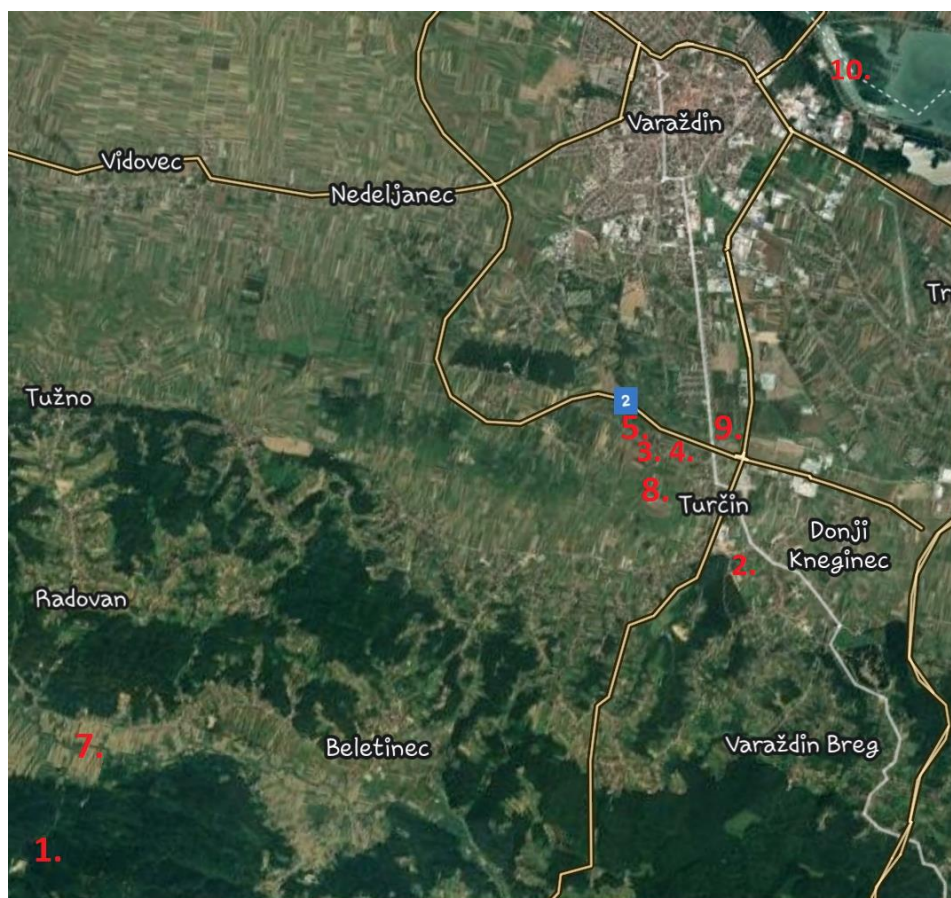 10.
Varaždin
Vidovec
Nedeljanec
Tr
Tužno
2
5.
9.
3. 4.
8.
Turčin
Donji
Kneginec
2.
Radovan
Varaždin Breg
Beletinec
7.
1.